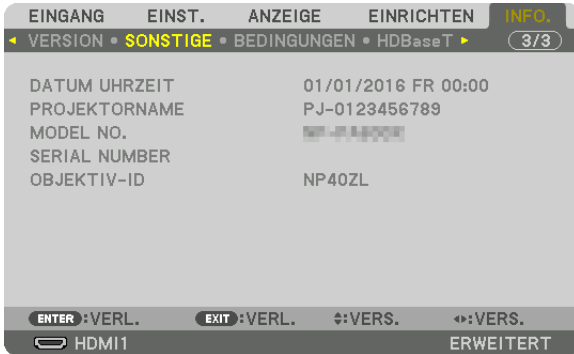 EINGANG EINST. ANZEIGE EINRICHTEN INFO.
VERSION • SONSTIGE • BEDINGUNGEN • HDBaseT 3/3
DATUM UHRZEIT 01/01/2016 FR 00:00
PROJEKTORNAME PJ-0123456789
MODEL NO.
SERIAL NUMBER
OBJEKTIV-ID NP40ZL
ENTER :VERL. EXIT :VERL. :VERS. :VERS.
HDMI1 ERWEITERT